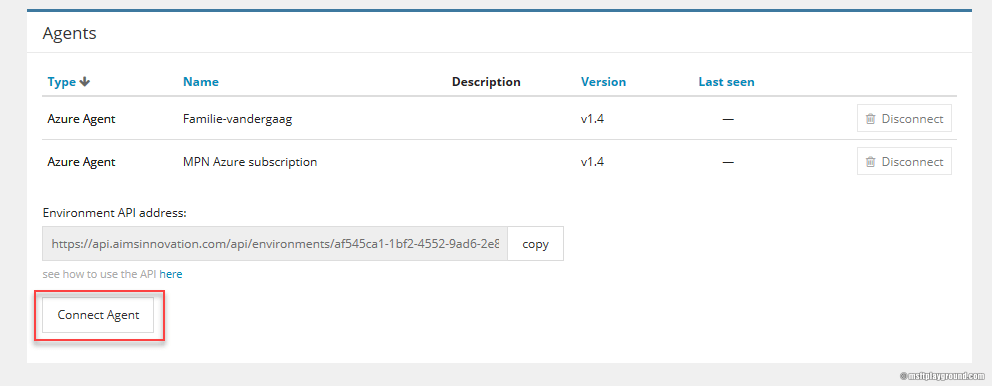 Agents
Type Name Description Version Last seen
Azure Agent Familie-vandergaag v1.4 — Disconnect
Azure Agent MPN Azure subscription v1.4 — Disconnect
Environment API address:
https://api.aimsinnovation.com/api/environments/af545ca1-1bf2-4552-9ad6-2e8 copy
see how to use the API here
Connect Agent
© msftplayground.com